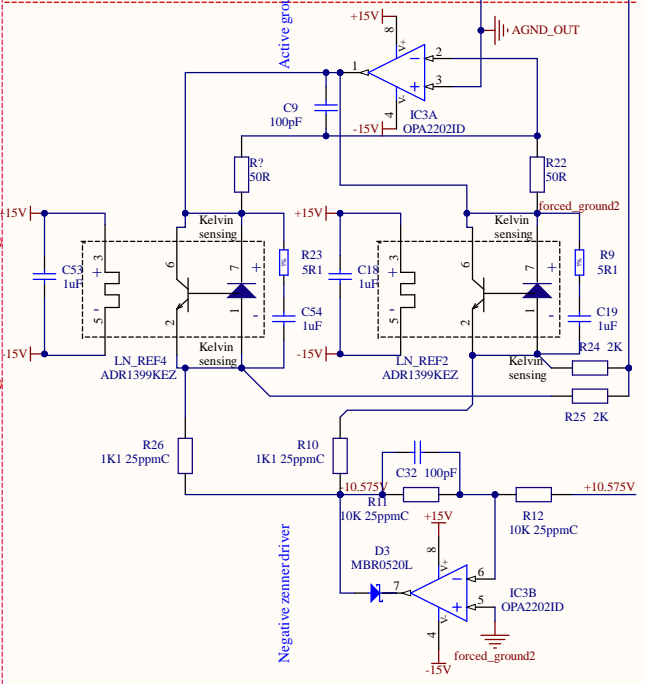 Active gro
+15V
8
V+
AGND_OUT
2
1
3
V-
4
IC3A
OPA2202ID
-15V
C9
100pF
R?
50R
R22
50R
forced_ground2
+15V
Kelvin
sensing
+15V
Kelvin
sensing
C53
1uF
3
+
-
5
6
2
7
+
1
-
R23
5R1
1%
C54
1uF
C18
1uF
3
+
-
5
6
2
7
+
1
-
R9
5R1
1%
C19
1uF
-15V
LN_REF4
ADR1399KEZ
Kelvin
sensing
-15V
LN_REF2
ADR1399KEZ
Kelvin
sensing
R24 2K
R25 2K
R26
1K1 25ppmC
R10
1K1 25ppmC
C32 100pF
-10.575V
R11
10K 25ppmC
+10.575V
R12
10K 25ppmC
Negative zenner driver
+15V
8
V+
D3
MBR0520L
7
6
5
IC3B
OPA2202ID
V-
4
-15V
forced_ground2